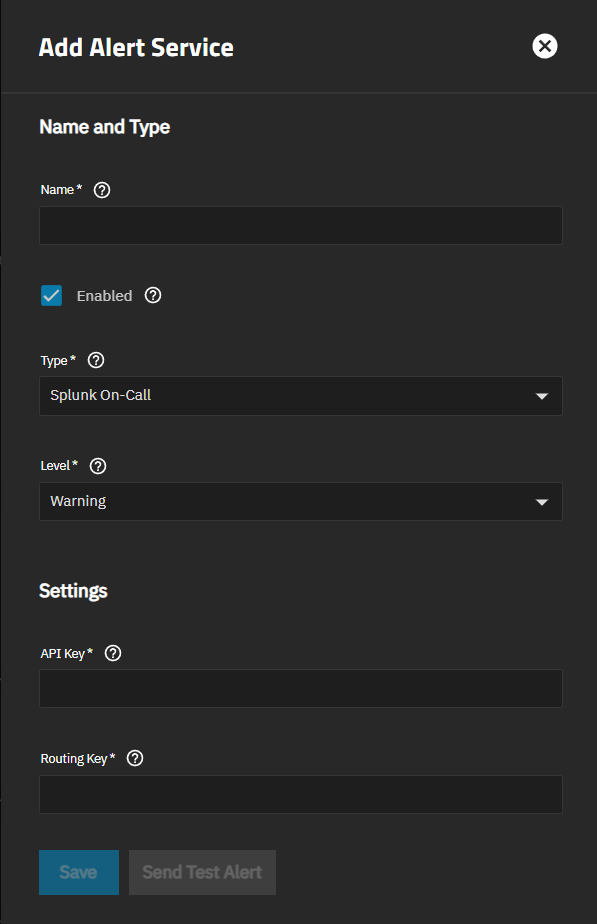 Add Alert Service
Name and Type
Name *
Enabled
Type *
Splunk On-Call
Level *
Warning
Settings
API Key *
Routing Key *
Save Send Test Alert